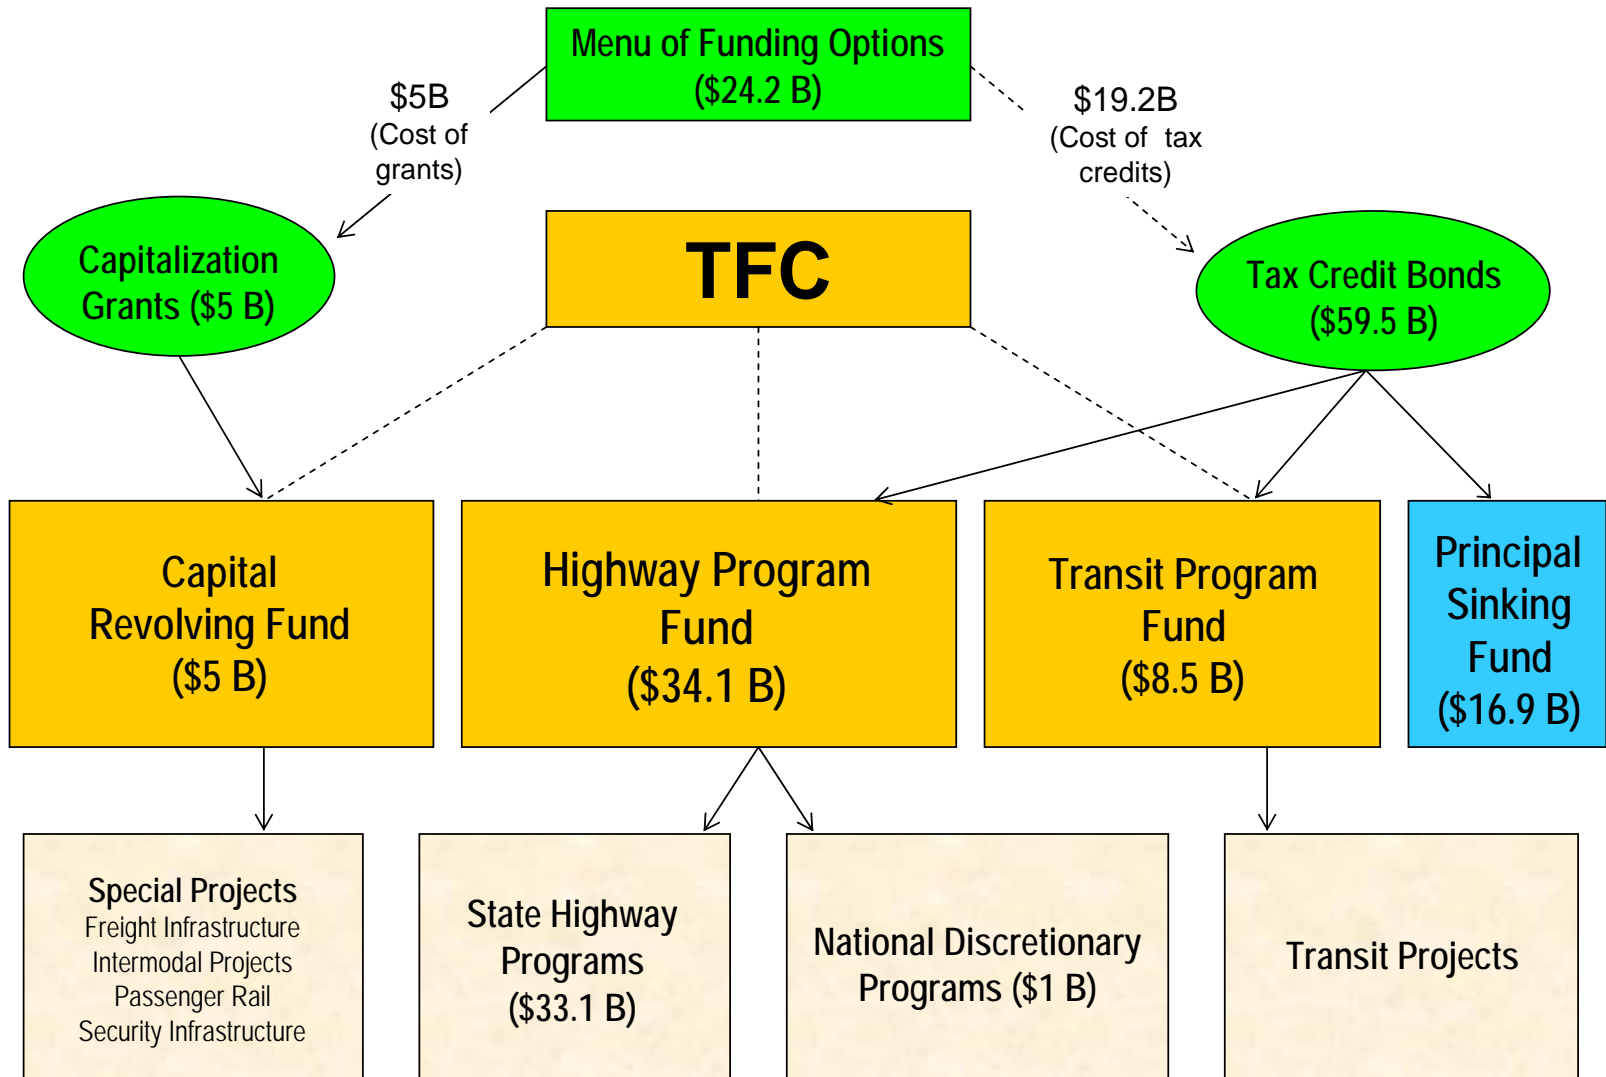 Menu of Funding Options
($24.2 B)
$5B
(Cost of
grants)
$19.2B
(Cost of tax
credits)
Capitalization
Grants ($5 B)
TFC
Tax Credit Bonds
($59.5 B)
Capital
Revolving Fund
($5 B)
Highway Program
Fund
($34.1 B)
Transit Program
Fund
($8.5 B)
Principal
Sinking
Fund
($16.9 B)
Special Projects
Freight Infrastructure
Intermodal Projects
Passenger Rail
Security Infrastructure
State Highway
Programs
($33.1 B)
National Discretionary
Programs ($1 B)
Transit Projects